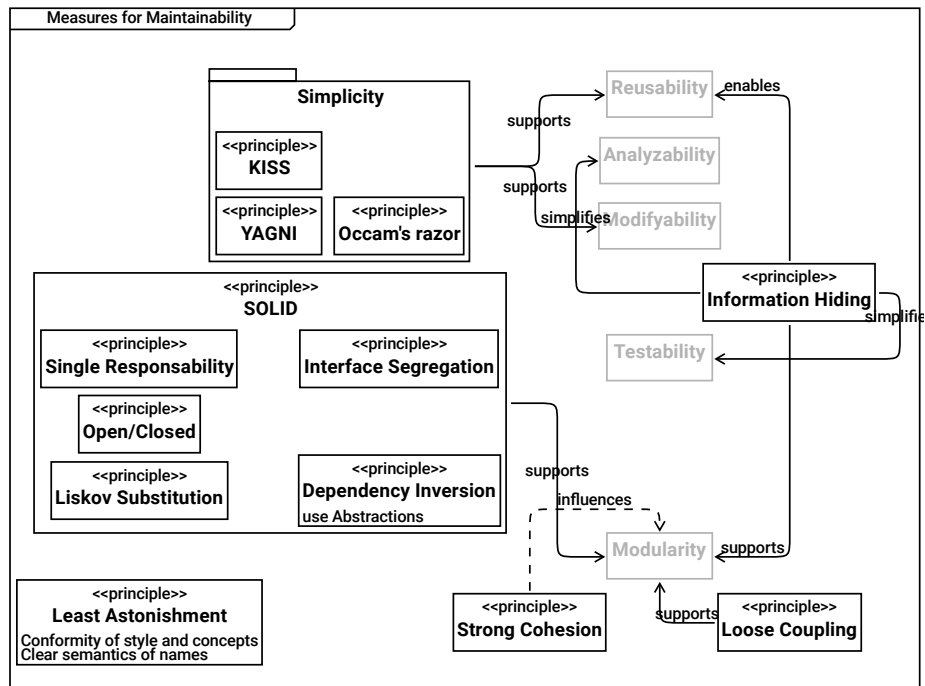 Measures for Maintainability
Simplicity
<<principle>>
KISS
<<principle>>
YAGNI
<<principle>>
Occam's razor
supports
supports
simplifies
Reusability
enables
Analyzability
Modifyability
<<principle>>
Information Hiding
simplifie
Testability
<<principle>>
SOLID
<<principle>>
Single Responsability
<<principle>>
Interface Segregation
<<principle>>
Open/Closed
<<principle>>
Liskov Substitution
<<principle>>
Dependency Inversion
use Abstractions
supports
influences
Modularity
supports
<<principle>>
Least Astonishment
Conformity of style and concepts
Clear semantics of names
<<principle>>
Strong Cohesion
supports
<<principle>>
Loose Coupling